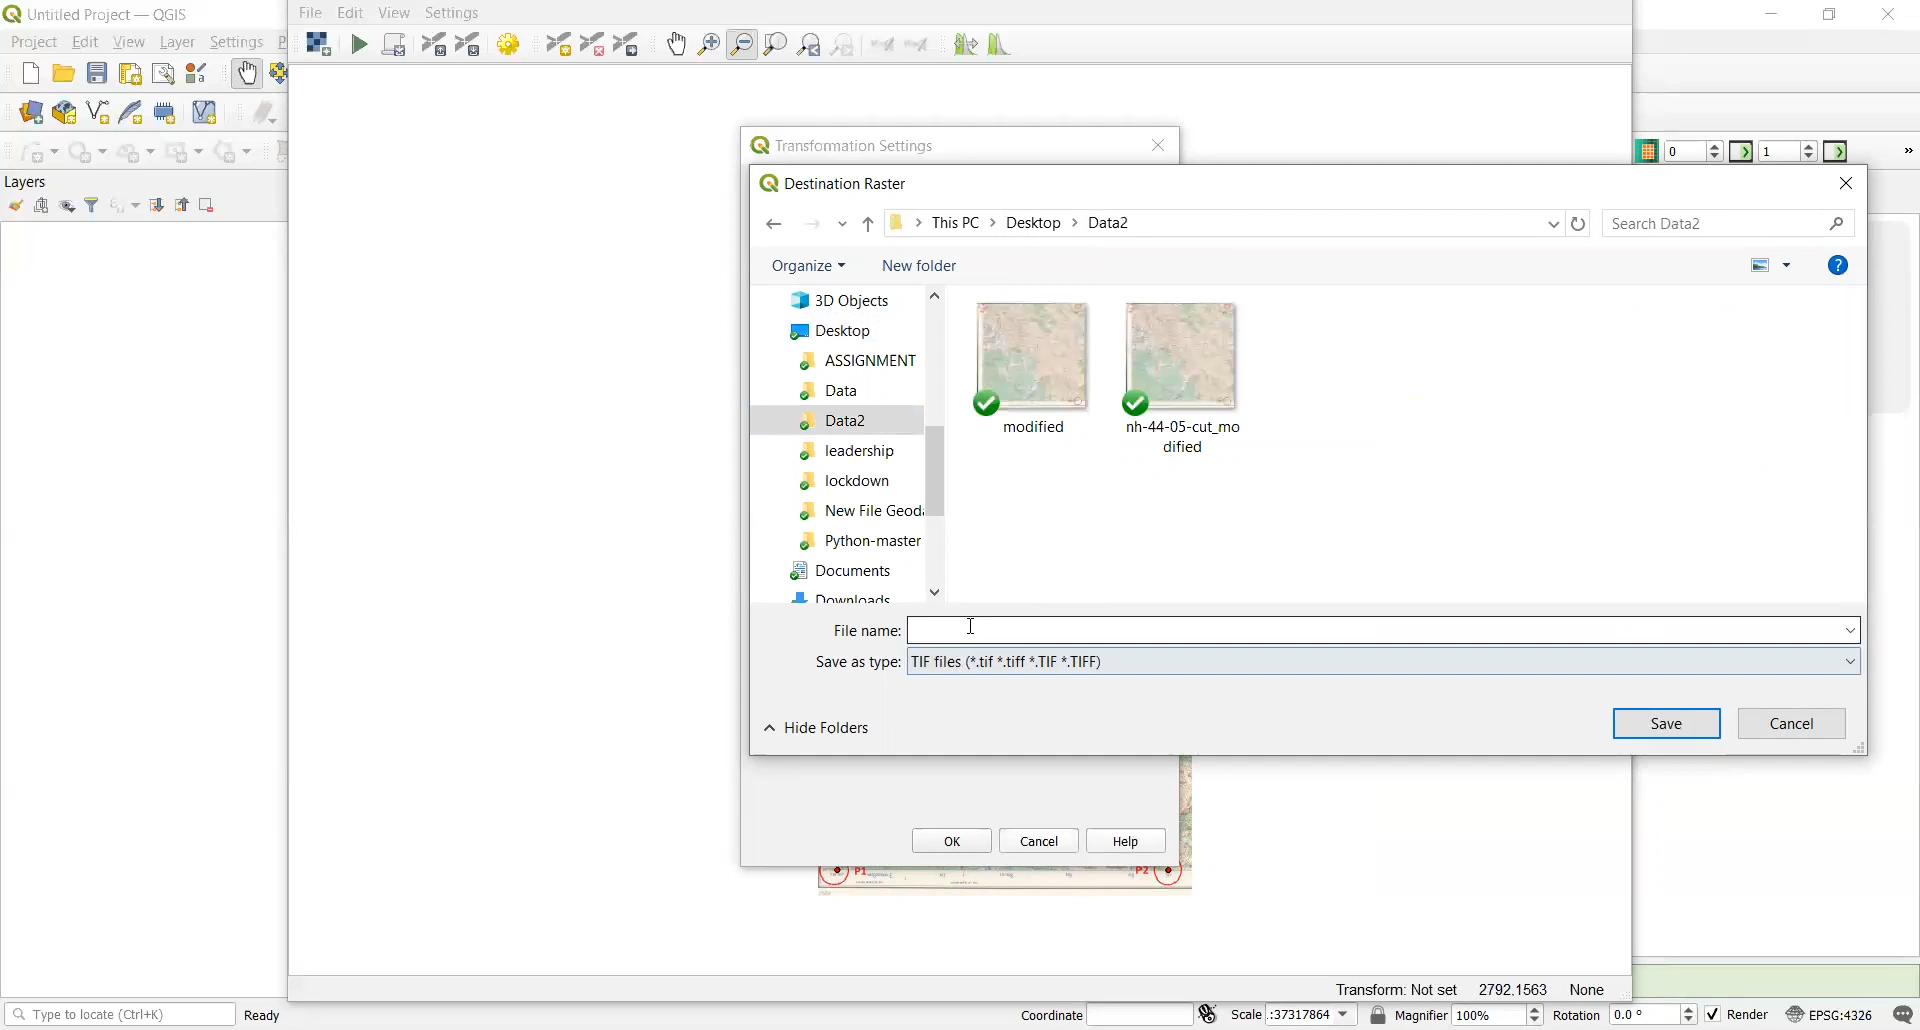 Untitled Project — QGIS
File Edit View Settings
Project Edit View Layer Settings P
Transformation Settings
0 1 »
Destination Raster
Layers
This PC > Desktop > Data2
Search Data2
Organize New folder
3D Objects
Desktop
ASSIGNMENT
Data
Data2
leadership
lockdown
New File Geod
Python-master
Documents
Downloads
modified
nh-44-05-cut_mo
dified
File name:
Save as type: TIF files (*.tif *.tiff *.TIF *.TIFF)
Hide Folders
Save Cancel
OK Cancel Help
P1 P2
Transform: Not set 2792,1563 None
Type to locate (Ctrl+K) Ready Coordinate Scale :37317864 Magnifier 100% Rotation 0.0 ° Render EPSG:4326